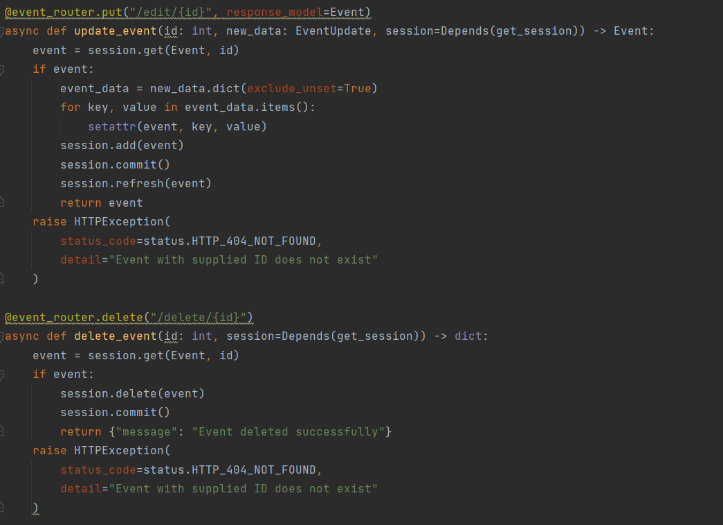 @event_router.put("/edit/{id}", response_model=Event)
async def update_event(id: int, new_data: EventUpdate, session=Depends(get_session)) -> Event:
    event = session.get(Event, id)
    if event:
        event_data = new_data.dict(exclude_unset=True)
        for key, value in event_data.items():
            setattr(event, key, value)
        session.add(event)
        session.commit()
        session.refresh(event)
        return event
    raise HTTPException(
        status_code=status.HTTP_404_NOT_FOUND,
        detail="Event with supplied ID does not exist"
    )
@event_router.delete("/delete/{id}")
async def delete_event(id: int, session=Depends(get_session)) -> dict:
    event = session.get(Event, id)
    if event:
        session.delete(event)
        session.commit()
        return {"message": "Event deleted successfully"}
    raise HTTPException(
        status_code=status.HTTP_404_NOT_FOUND,
        detail="Event with supplied ID does not exist"
    )